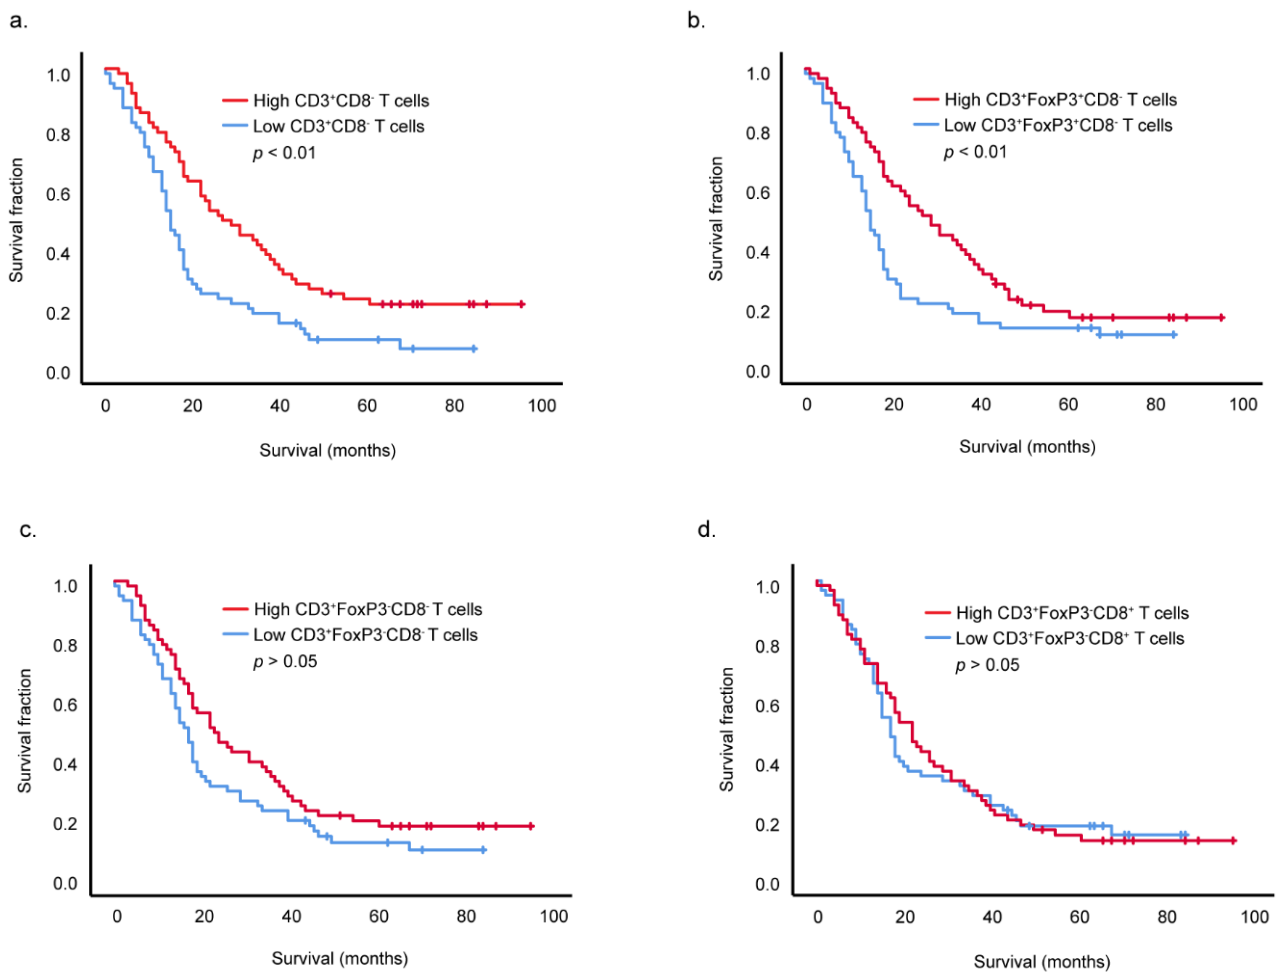 a.
1.0
0.8
0.6
0.4
0.2
0.0
Survival fraction
High CD3⁺CD8⁻ T cells
Low CD3⁺CD8⁻ T cells
p < 0.01
0 20 40 60 80 100
Survival (months)
b.
1.0
0.8
0.6
0.4
0.2
0.0
Survival fraction
High CD3⁺FoxP3⁺CD8⁻ T cells
Low CD3⁺FoxP3⁺CD8⁻ T cells
p < 0.01
0 20 40 60 80 100
Survival (months)
c.
1.0
0.8
0.6
0.4
0.2
0.0
Survival fraction
High CD3⁺FoxP3⁻CD8⁻ T cells
Low CD3⁺FoxP3⁻CD8⁻ T cells
p > 0.05
0 20 40 60 80 100
Survival (months)
d.
1.0
0.8
0.6
0.4
0.2
0.0
Survival fraction
High CD3⁺FoxP3⁻CD8⁺ T cells
Low CD3⁺FoxP3⁻CD8⁺ T cells
p > 0.05
0 20 40 60 80 100
Survival (months)